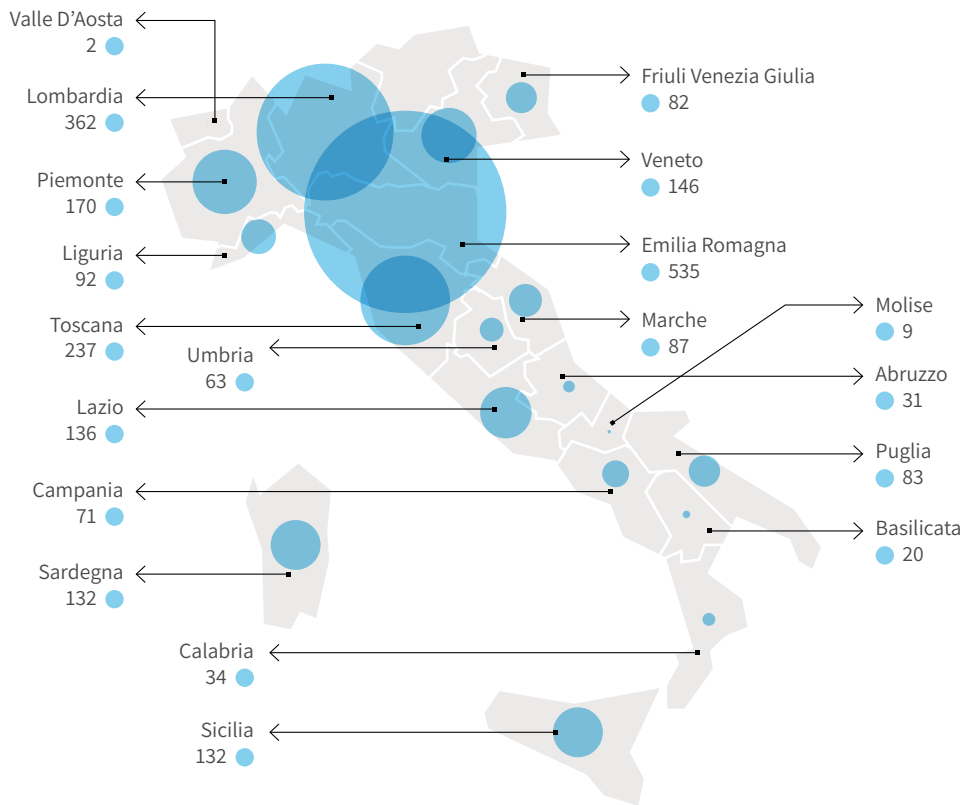 Valle D’Aosta
2
Lombardia
362
Piemonte
170
Liguria
92
Toscana
237
Umbria
63
Lazio
136
Campania
71
Sardegna
132
Calabria
34
Sicilia
132
Friuli Venezia Giulia
82
Veneto
146
Emilia Romagna
535
Marche
87
Molise
9
Abruzzo
31
Puglia
83
Basilicata
20